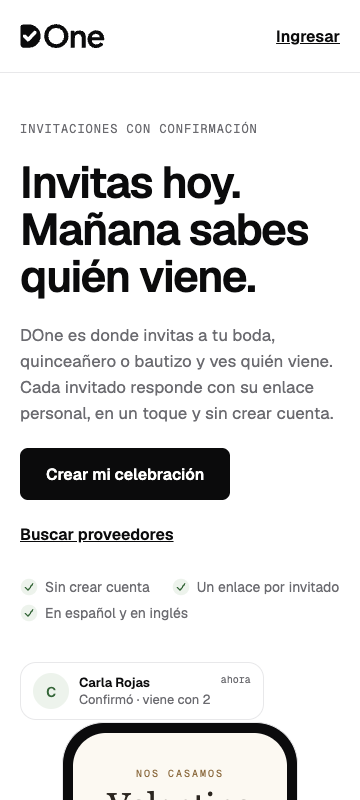 DOne
Ingresar
INVITACIONES CON CONFIRMACIÓN
Invitas hoy.
Mañana sabes
quién viene.
DOne es donde invitas a tu boda,
quinceañero o bautizo y ves quién viene.
Cada invitado responde con su enlace
personal, en un toque y sin crear cuenta.
Crear mi celebración
Buscar proveedores
Sin crear cuenta
Un enlace por invitado
En español y en inglés
C
Carla Rojas
ahora
Confirmó · viene con 2
NOS CASAMOS